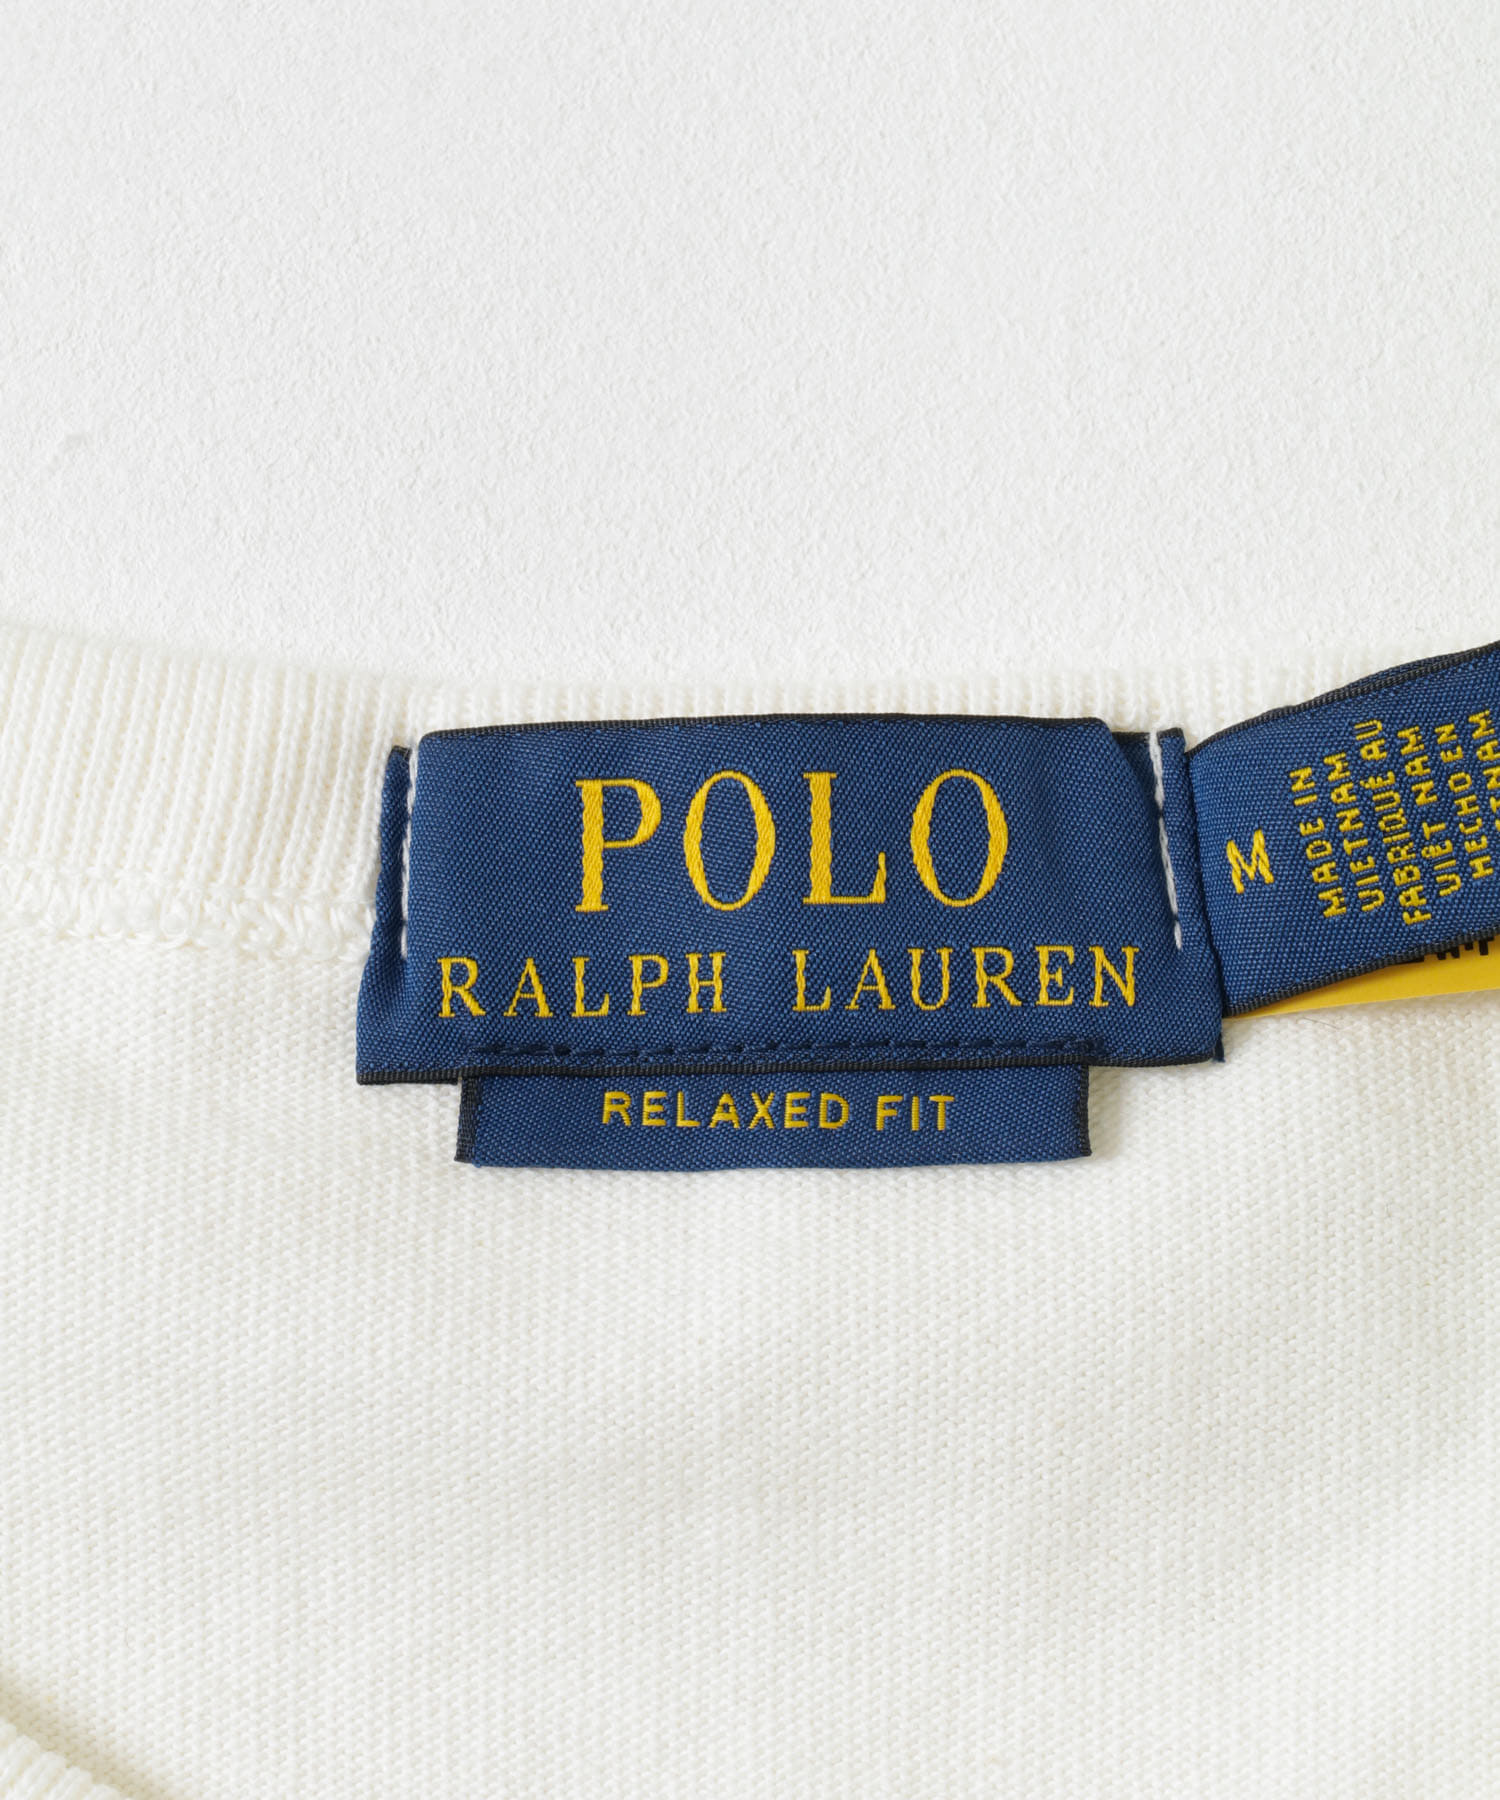 POLO
RALPH LAUREN
RELAXED FIT
M
MADE IN
VIETNAM
FABRIQUÉ AU
VIÊT NAM
HECHO EN